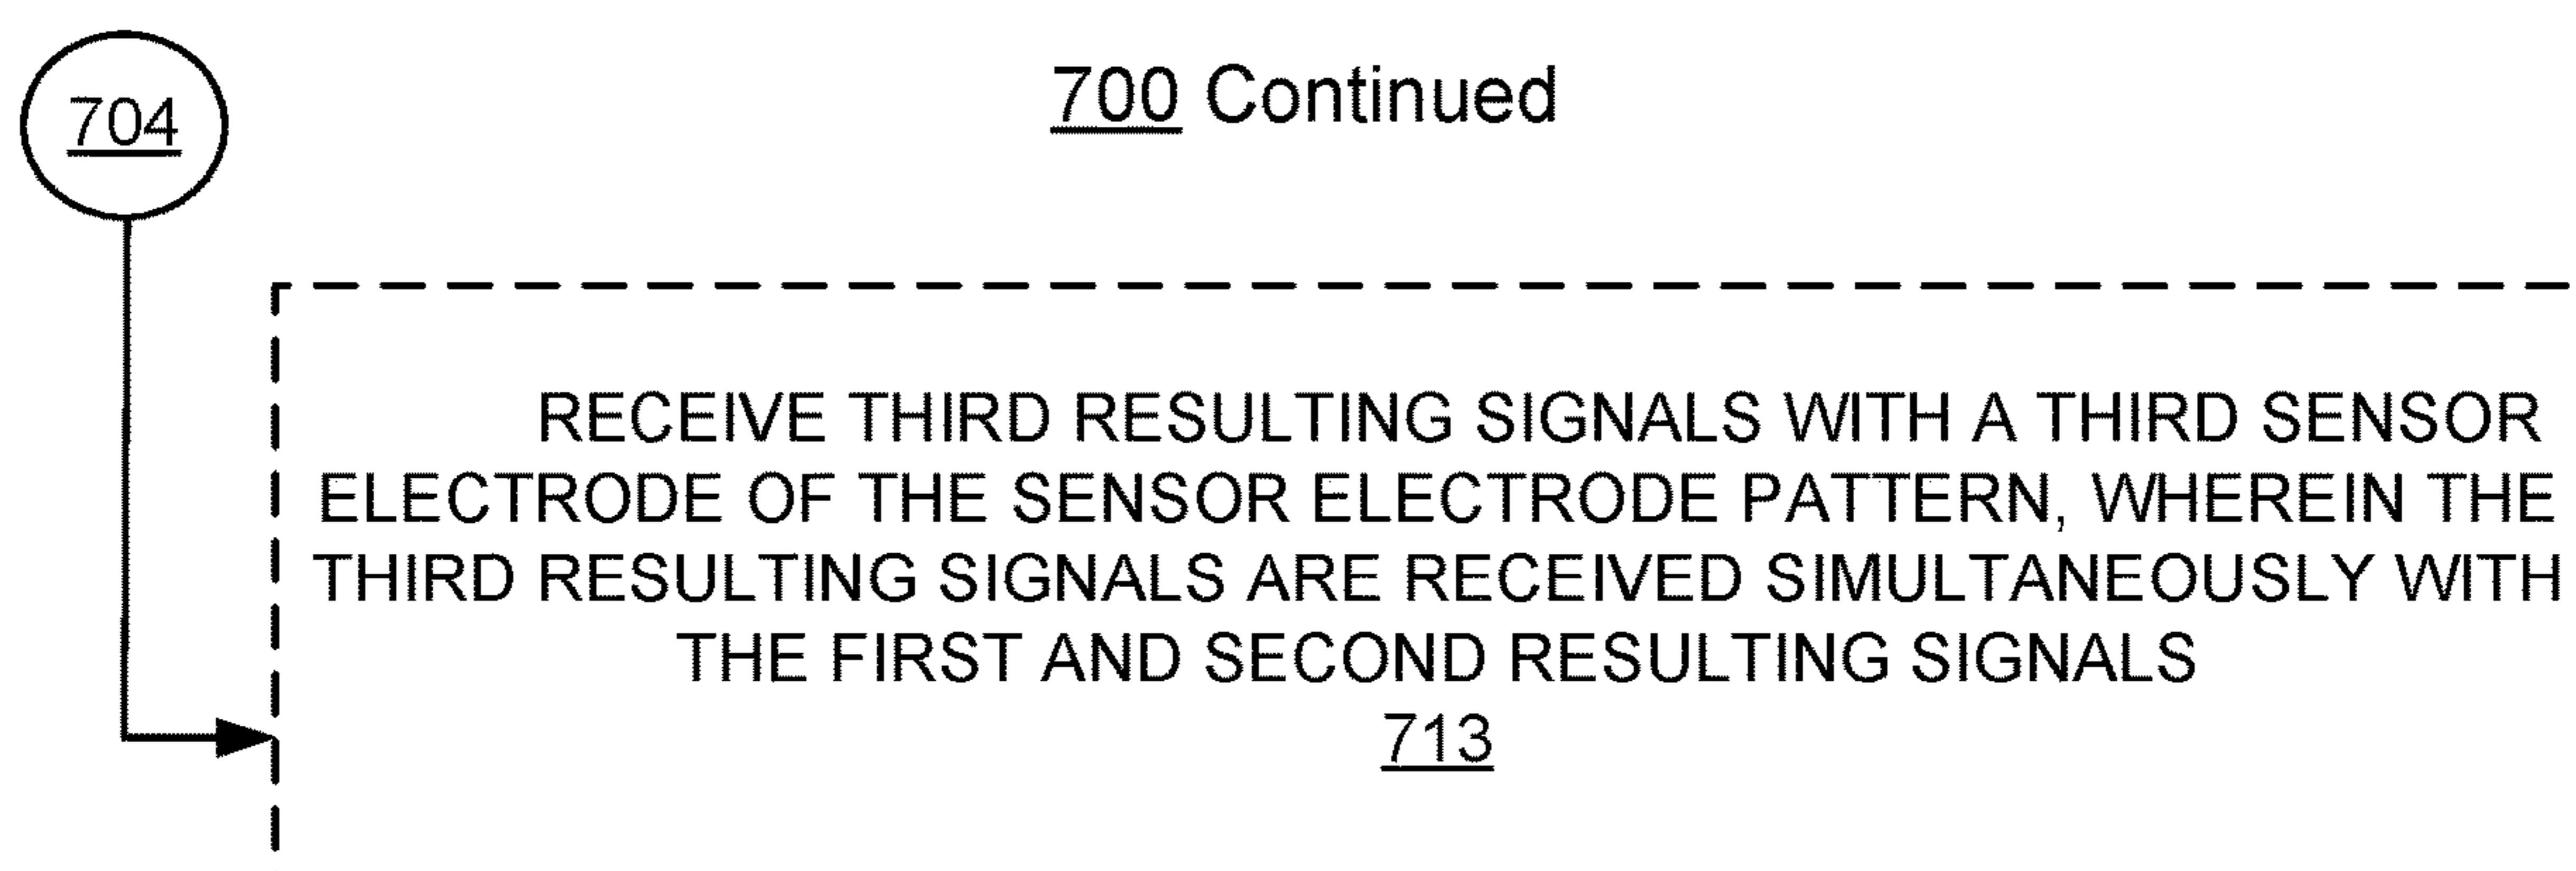 700 Continued
704
RECEIVE THIRD RESULTING SIGNALS WITH A THIRD SENSOR
ELECTRODE OF THE SENSOR ELECTRODE PATTERN, WHEREIN THE
THIRD RESULTING SIGNALS ARE RECEIVED SIMULTANEOUSLY WITH
THE FIRST AND SECOND RESULTING SIGNALS
713